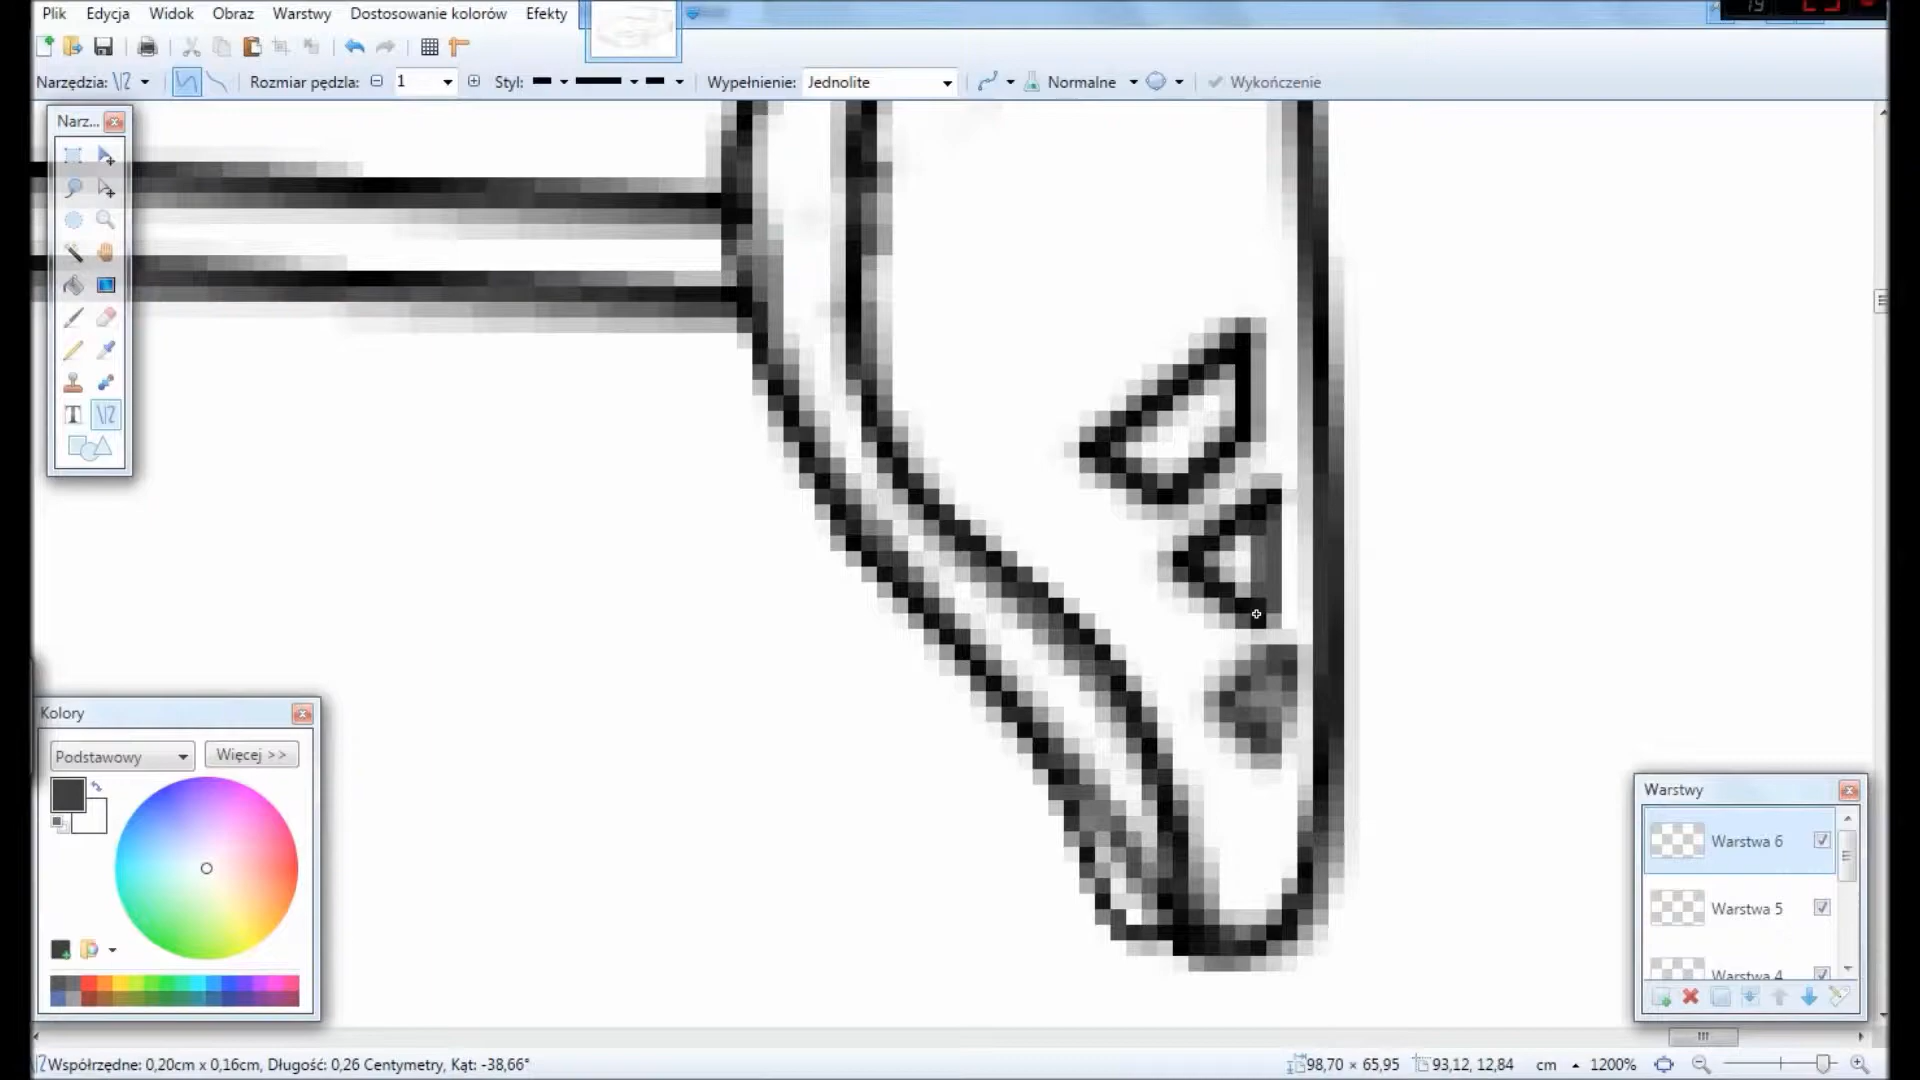 Plik Edycja Widok Obraz Warstwy Dostosowanie kolorów Efekty
19
Narzędzia: Rozmiar pędzla: 1 Styl: Wypełnienie: Jednolite Normalne Wykończenie
Narz...
T
Kolory
Podstawowy Więcej >>
Warstwy
Warstwa 6
Warstwa 5
Warstwa 4
Współrzędne: 0,20cm x 0,16cm, Długość: 0,26 Centymetry, Kąt: -38,66° 98,70 × 65,95 93,12, 12,84 cm 1200%